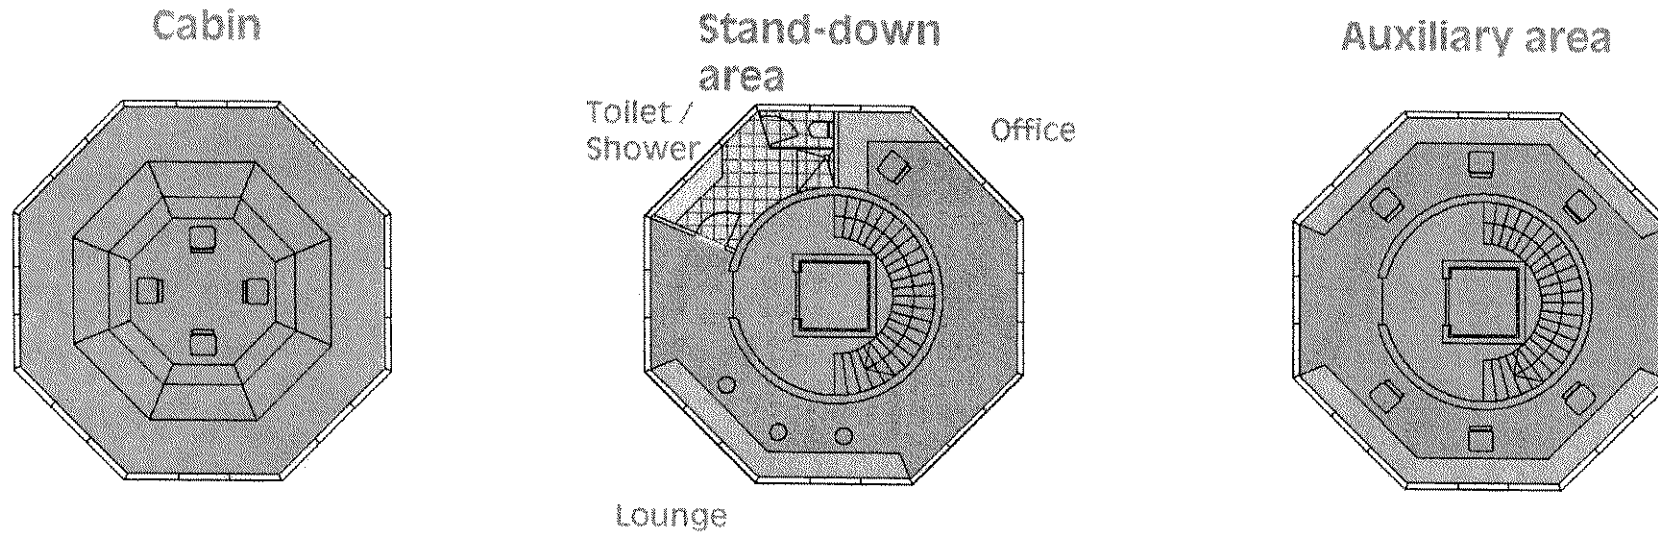 Cabin
Stand-down
area
Auxiliary area
Toilet /
Shower
Office
Lounge